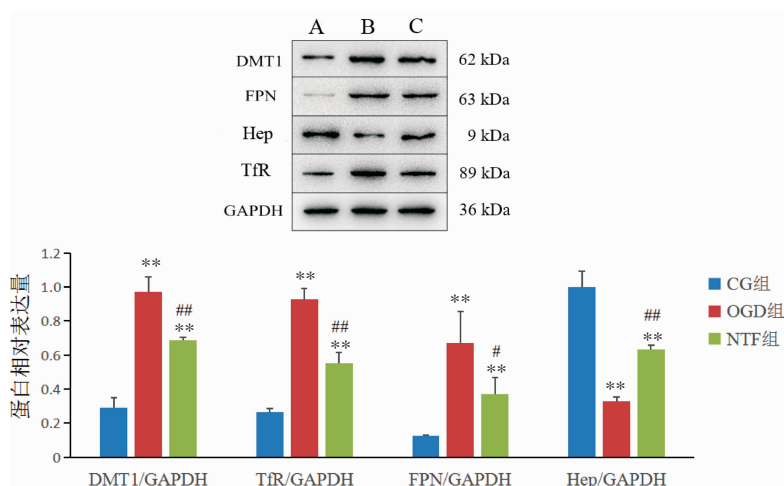 A B C
DMT1 62 kDa
FPN 63 kDa
Hep 9 kDa
TfR 89 kDa
GAPDH 36 kDa
蛋白相对表达量
1.2
1.0
0.8
0.6
0.4
0.2
0
** ## **
** ## **
** # **
** ## **
CG组
OGD组
NTF组
DMT1/GAPDH TfR/GAPDH FPN/GAPDH Hep/GAPDH